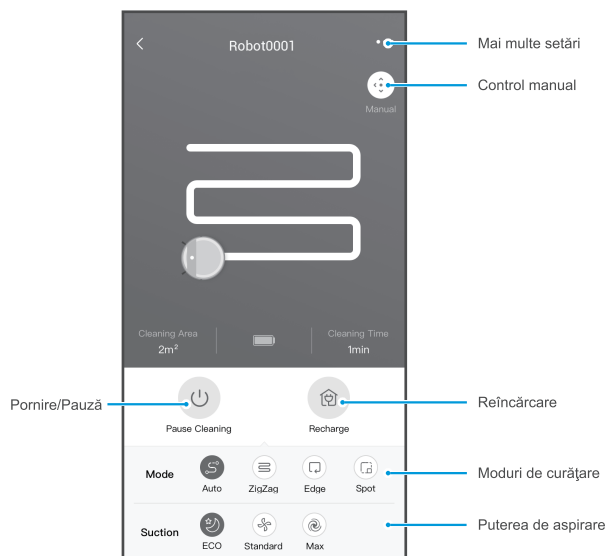 Robot0001
Mai multe setări
Control manual
Manual
Cleaning Area
2m²
Cleaning Time
1min
Pornire/Pauză
Pause Cleaning
Recharge
Reîncărcare
Mode
Auto
ZigZag
Edge
Spot
Moduri de curățare
Suction
ECO
Standard
Max
Puterea de aspirare